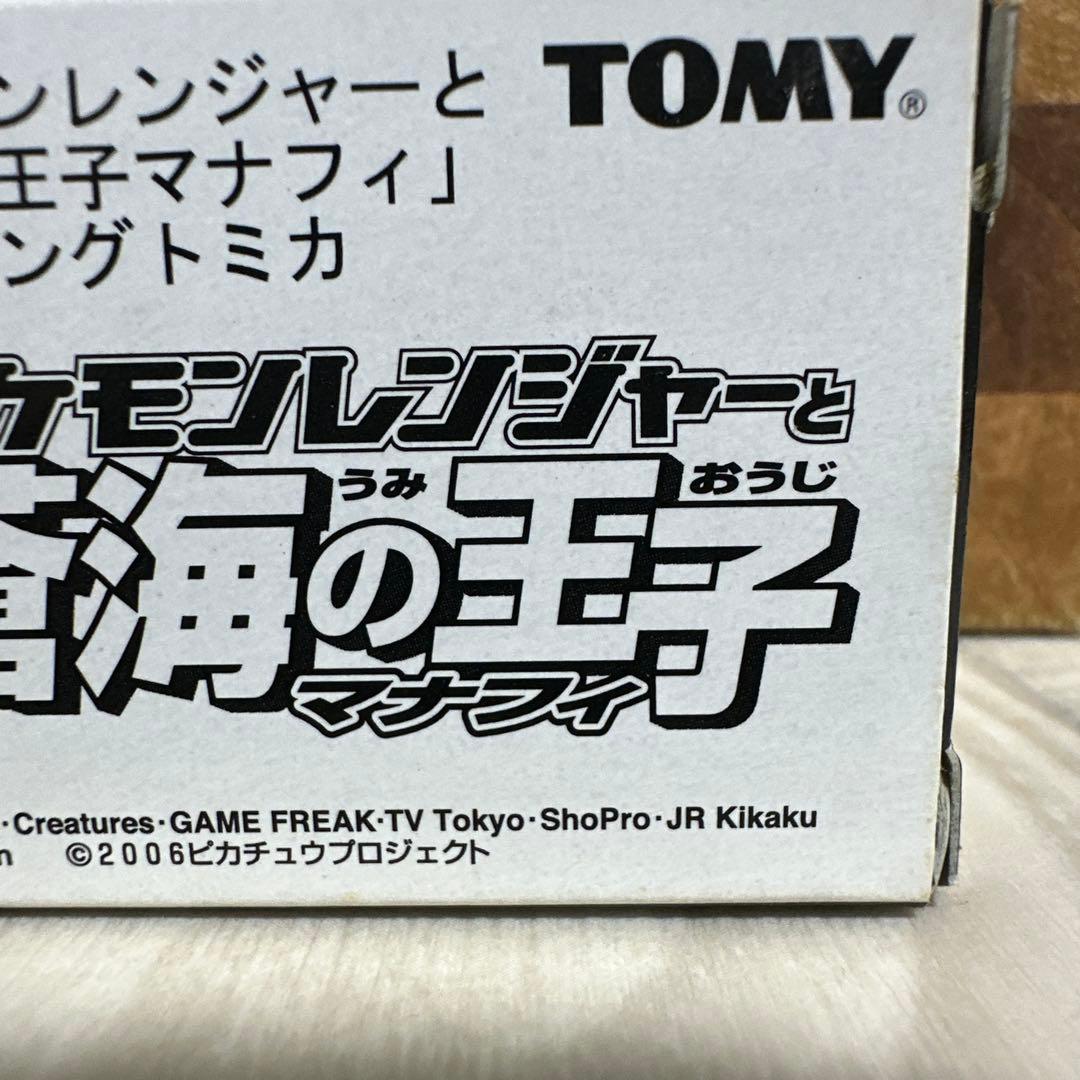 ンレンジャーと
TOMY®
王子マナフィ」
ングトミカ
ケモンレンジャーと
蒼海の王子
うみ
おうじ
マナフィ
・Creatures・GAME FREAK・TV Tokyo・ShoPro・JR Kikaku
n ©2006ピカチュウプロジェクト